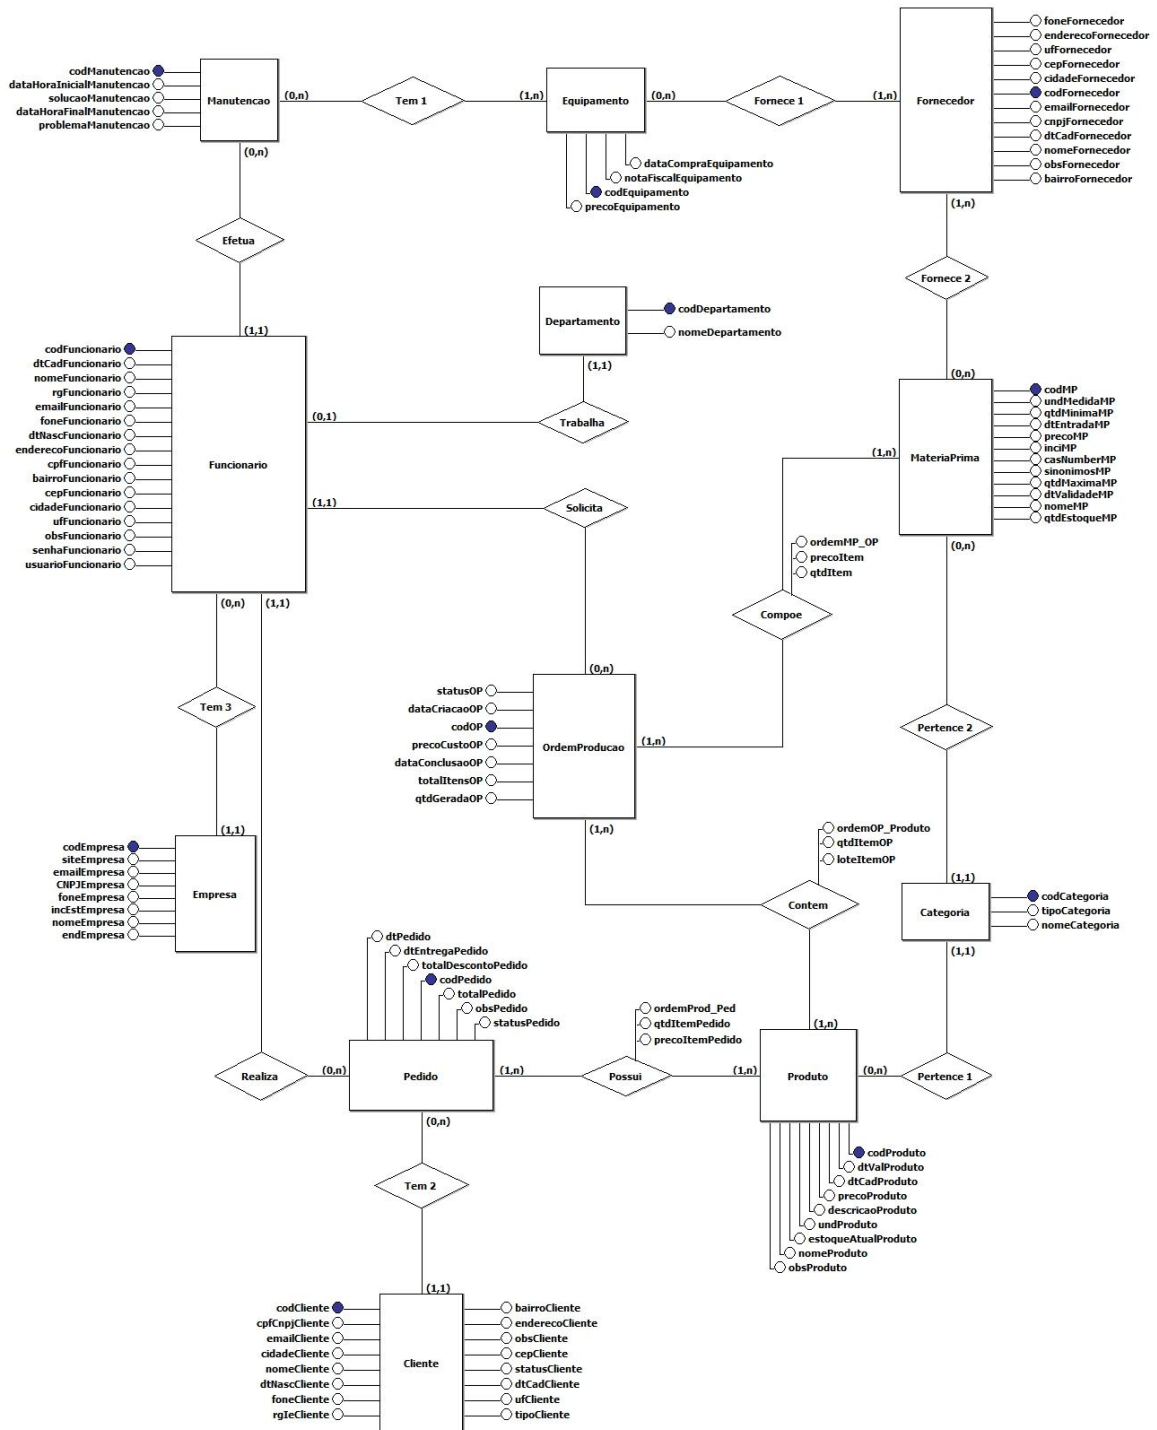 codManutencao
dataHoraInicialManutencao
solucaoManutencao
dataHoraFinalManutencao
problemaManutencao
Manutencao
(0,n)
(0,n)
Tem 1
(1,n)
Equipamento
(0,n)
dataCompraEquipamento
notaFiscalEquipamento
codEquipamento
precoEquipamento
Fornece 1
(1,n)
Fornecedor
(1,n)
foneFornecedor
enderecoFornecedor
ufFornecedor
cepFornecedor
cidadeFornecedor
codFornecedor
emailFornecedor
cnpjFornecedor
dtCadFornecedor
nomeFornecedor
obsFornecedor
bairroFornecedor
Efetua
Fornece 2
Departamento
codDepartamento
nomeDepartamento
(1,1)
Trabalha
(1,1)
codFuncionario
dtCadFuncionario
nomeFuncionario
rgFuncionario
emailFuncionario
foneFuncionario
dtNascFuncionario
enderecoFuncionario
cpfFuncionario
bairroFuncionario
cepFuncionario
cidadeFuncionario
ufFuncionario
obsFuncionario
senhaFuncionario
usuarioFuncionario
Funcionario
(0,1)
(1,1)
(0,n)
(1,1)
Solicita
(0,n)
(1,n)
MateriaPrima
(0,n)
codMP
undMedidaMP
qtdMinimaMP
dtEntradaMP
precoMP
inciMP
casNumberMP
sinonimosMP
qtdMaximaMP
dtValidadeMP
nomeMP
qtdEstoqueMP
ordemMP_OP
precoItem
qtdItem
Compoe
(0,n)
statusOP
dataCriacaoOP
codOP
precoCustoOP
dataConclusaoOP
totalItensOP
qtdGeradaOP
OrdemProducao
(1,n)
(1,n)
Tem 3
Pertence 2
(1,1)
codEmpresa
siteEmpresa
emailEmpresa
CNPJEmpresa
foneEmpresa
incEstEmpresa
nomeEmpresa
endEmpresa
Empresa
ordemOP_Produto
qtdItemOP
loteItemOP
Contem
(1,1)
Categoria
(1,1)
codCategoria
tipoCategoria
nomeCategoria
dtPedido
dtEntregaPedido
totalDescontoPedido
codPedido
totalPedido
obsPedido
statusPedido
ordemProd_Ped
qtdItemPedido
precoItemPedido
Realiza
(0,n)
Pedido
(1,n)
(0,n)
Possui
(1,n)
(1,n)
Produto
(0,n)
Pertence 1
codProduto
dtValProduto
dtCadProduto
precoProduto
descricaoProduto
undProduto
estoqueAtualProduto
nomeProduto
obsProduto
Tem 2
(1,1)
codCliente
cpfCnpjCliente
emailCliente
cidadeCliente
nomeCliente
dtNascCliente
foneCliente
rgIeCliente
Cliente
bairroCliente
enderecoCliente
obsCliente
cepCliente
statusCliente
dtCadCliente
ufCliente
tipoCliente